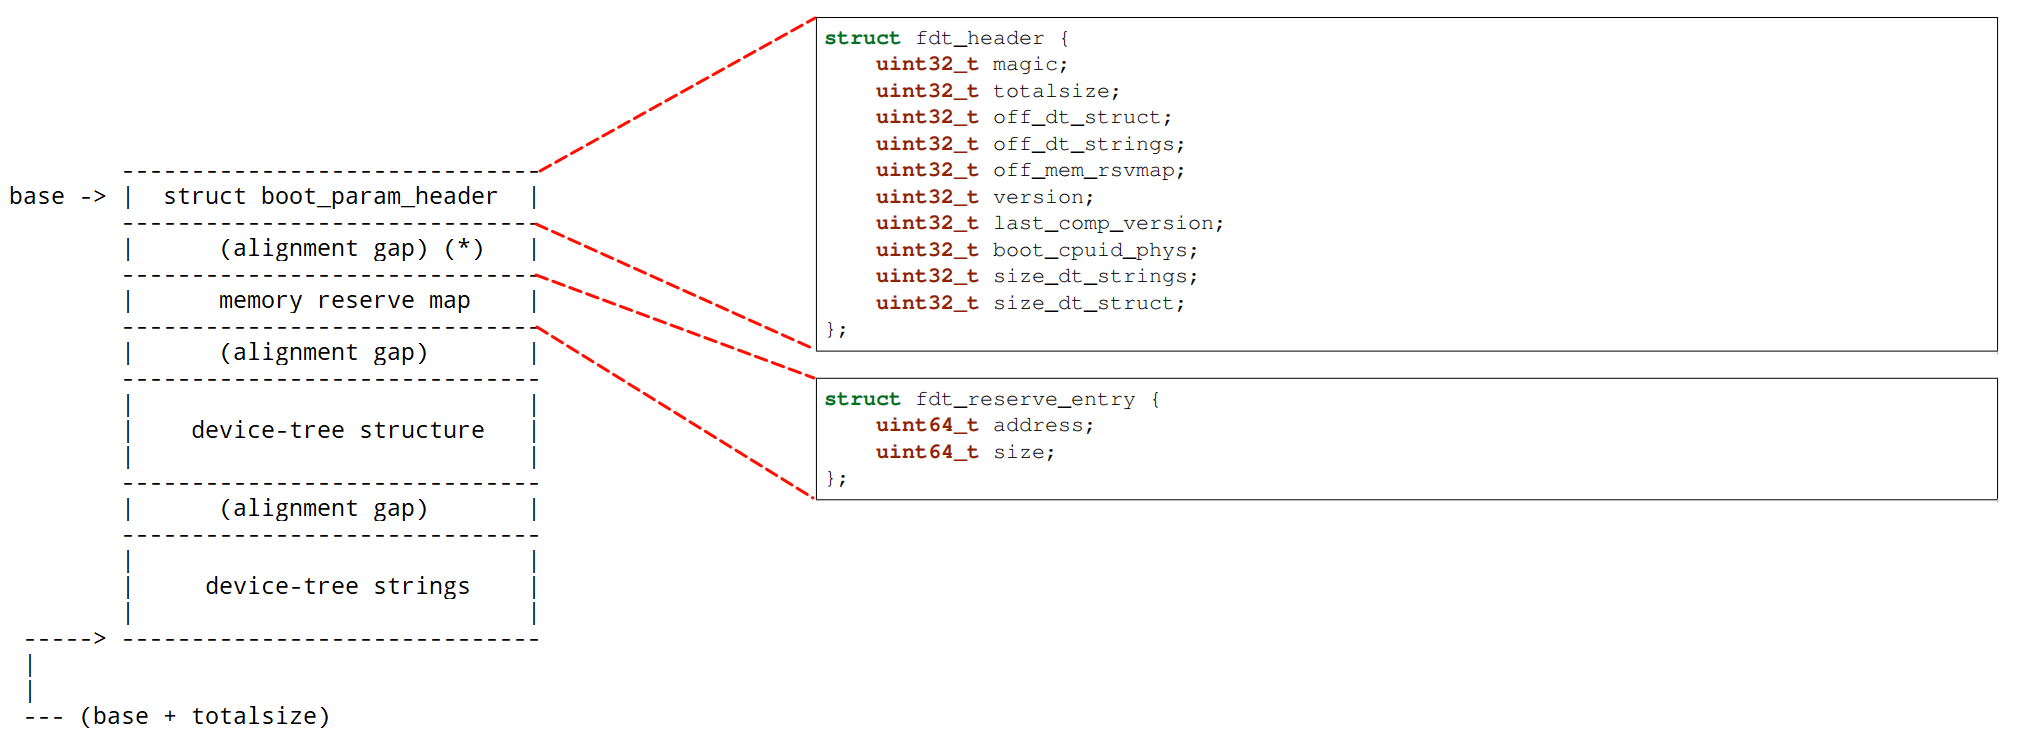 base -> | struct boot_param_header |
| (alignment gap) (*) |
| memory reserve map |
| (alignment gap) |
| device-tree structure |
| (alignment gap) |
| device-tree strings |
-----> ------------------------------
--- (base + totalsize)
struct fdt_header {
uint32_t magic;
uint32_t totalsize;
uint32_t off_dt_struct;
uint32_t off_dt_strings;
uint32_t off_mem_rsvmap;
uint32_t version;
uint32_t last_comp_version;
uint32_t boot_cpuid_phys;
uint32_t size_dt_strings;
uint32_t size_dt_struct;
};
struct fdt_reserve_entry {
uint64_t address;
uint64_t size;
};